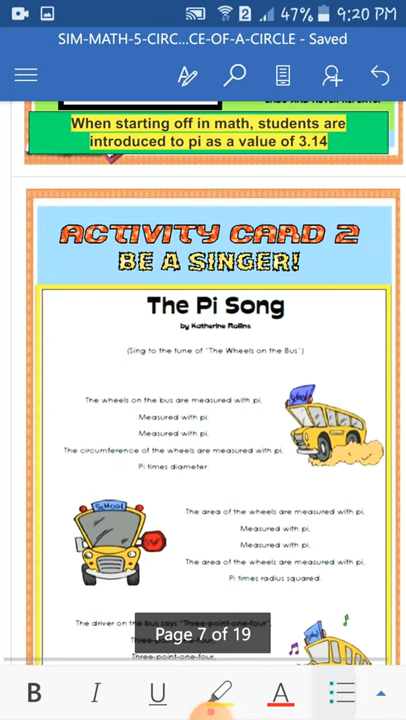 2 47% 9:20 PM
SIM-MATH-5-CIRC...CE-OF-A-CIRCLE - Saved
When starting off in math, students are
introduced to pi as a value of 3.14
ACTIVITY CARD 2
BE A SINGER!
The Pi Song
by Katherine Mollins
(Sing to the tune of "The Wheels on the Bus")
The wheels on the bus are measured with pi,
Measured with pi,
Measured with pi,
The circumference of the wheels are measured with pi,
Pi times diameter.
The area of the wheels are measured with pi,
Measured with pi,
Measured with pi,
The area of the wheels are measured with pi,
Pi times radius squared.
The driver on the bus says "Three-point-one-four",
Three-point-one-four,
Page 7 of 19
B I U A